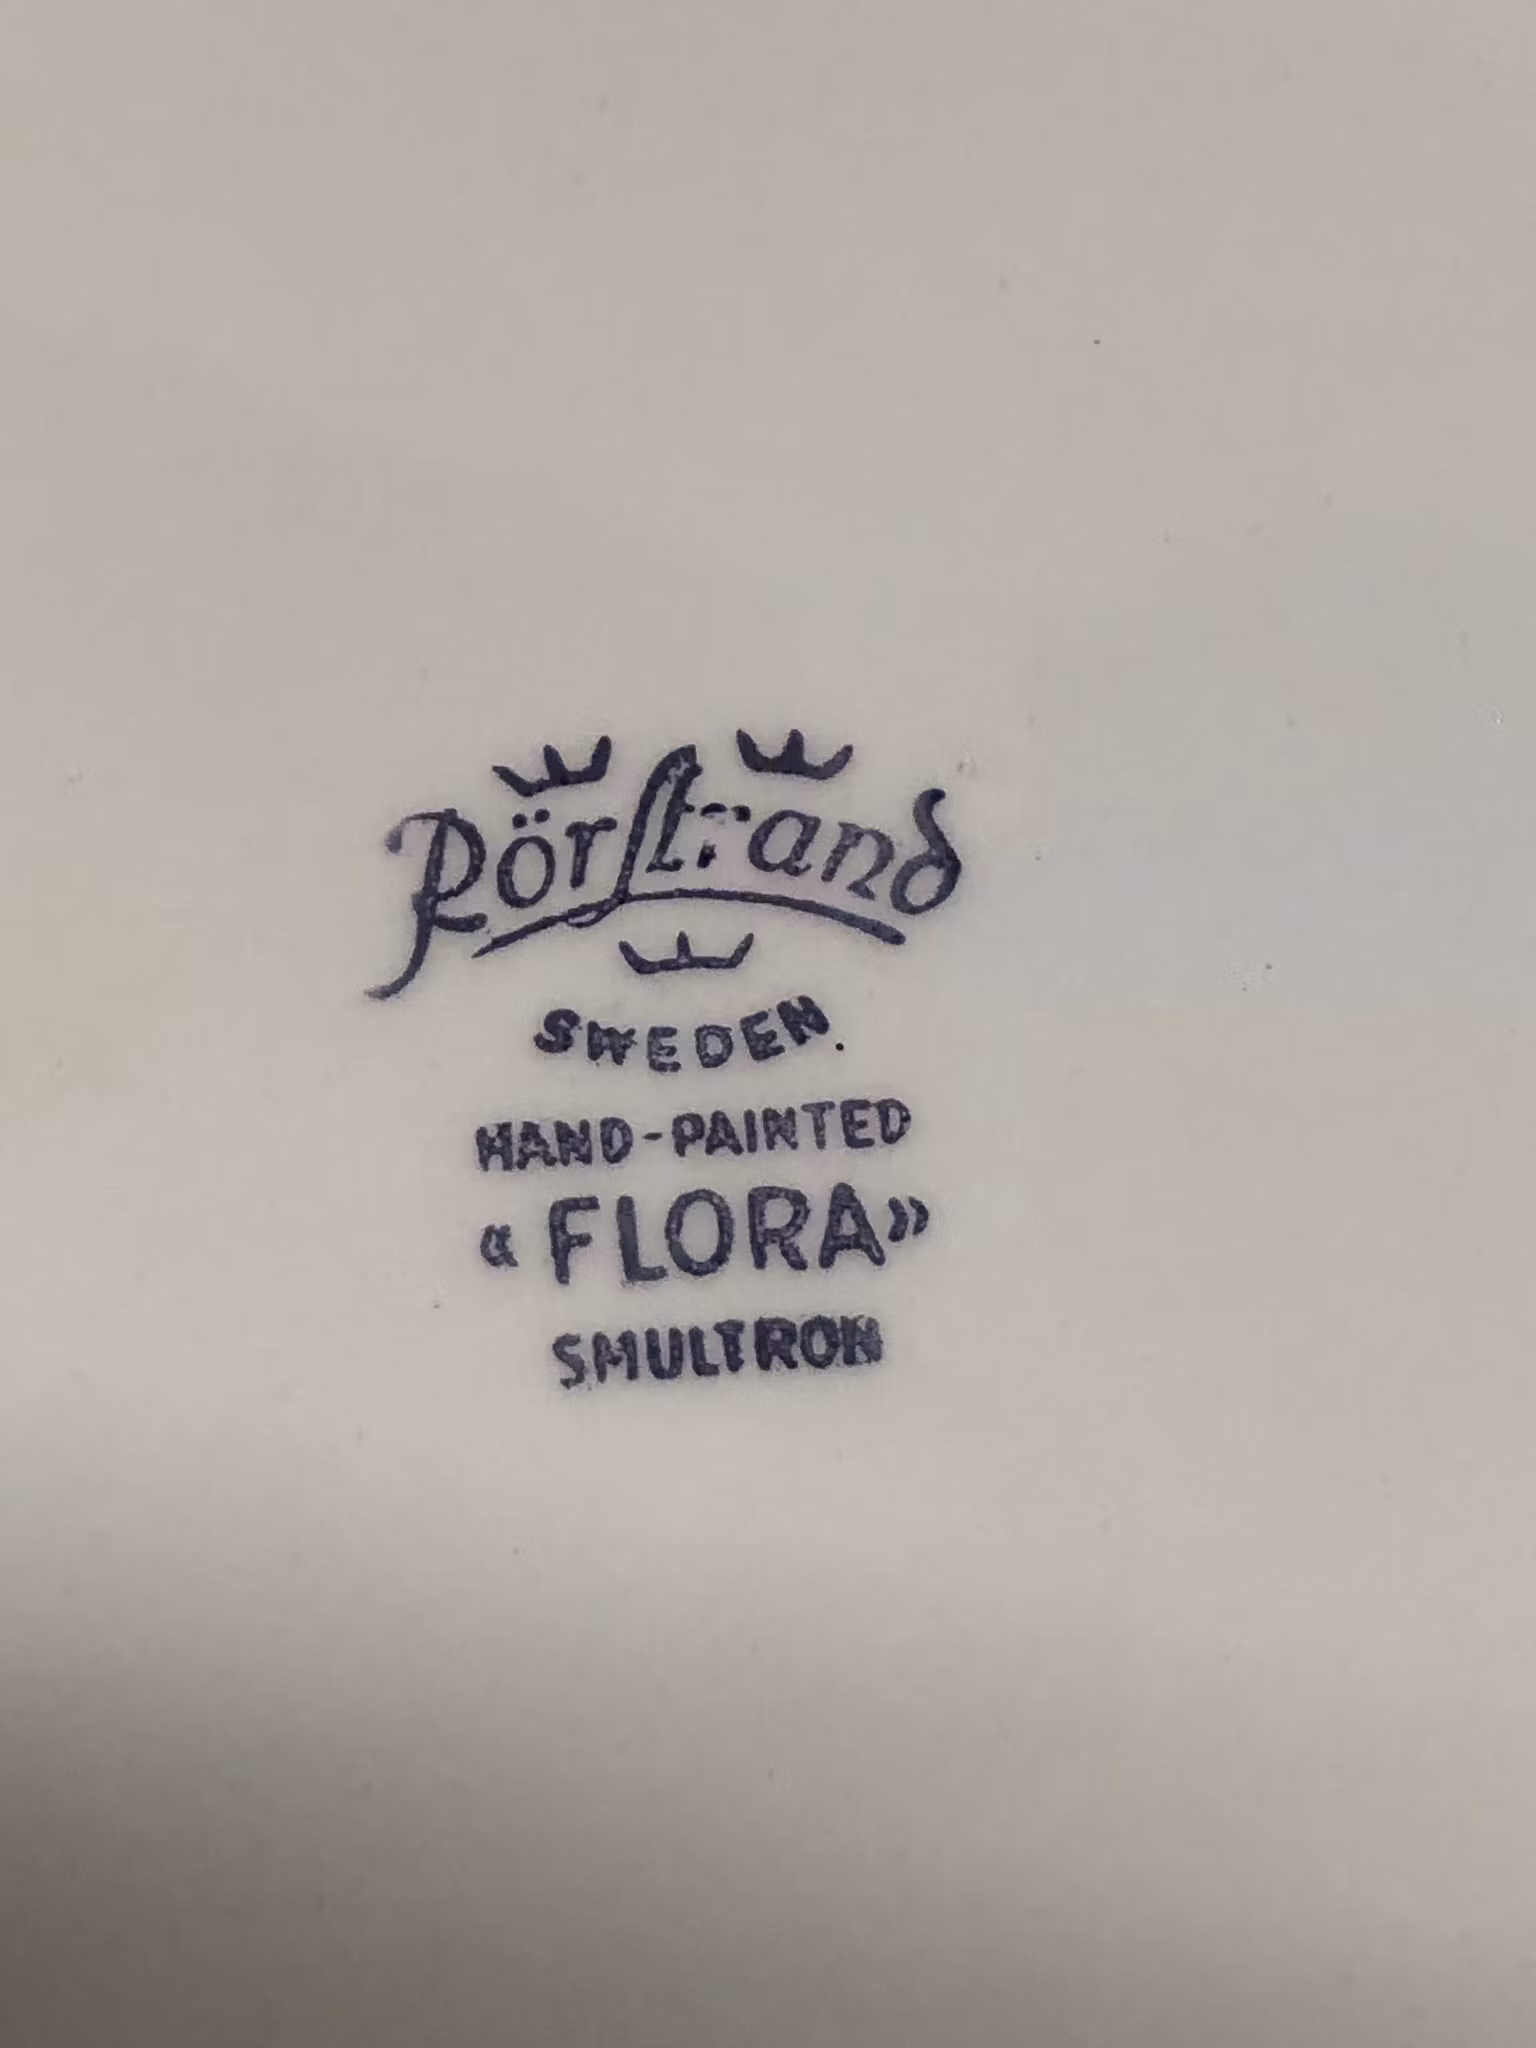 Rörstrand
SWEDEN.
HAND-PAINTED
«FLORA»
SMULTRON